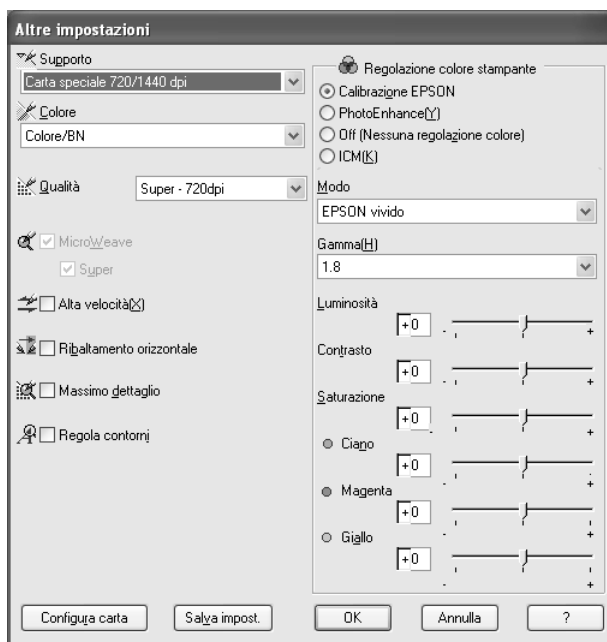 Altre impostazioni
Supporto
Carta speciale 720/1440 dpi
Colore
Colore/BN
Qualità
Super - 720dpi
MicroWeave
Super
Alta velocità(X)
Ribaltamento orizzontale
Massimo dettaglio
Regola contorni
Regolazione colore stampante
Calibrazione EPSON
PhotoEnhance(Y)
Off (Nessuna regolazione colore)
ICM(K)
Modo
EPSON vivido
Gamma(H)
1.8
Luminosità
+0
- +
Contrasto
+0
- +
Saturazione
+0
- +
Ciano
+0
- +
Magenta
+0
- +
Giallo
+0
- +
Configura carta
Salva impost.
OK
Annulla
?